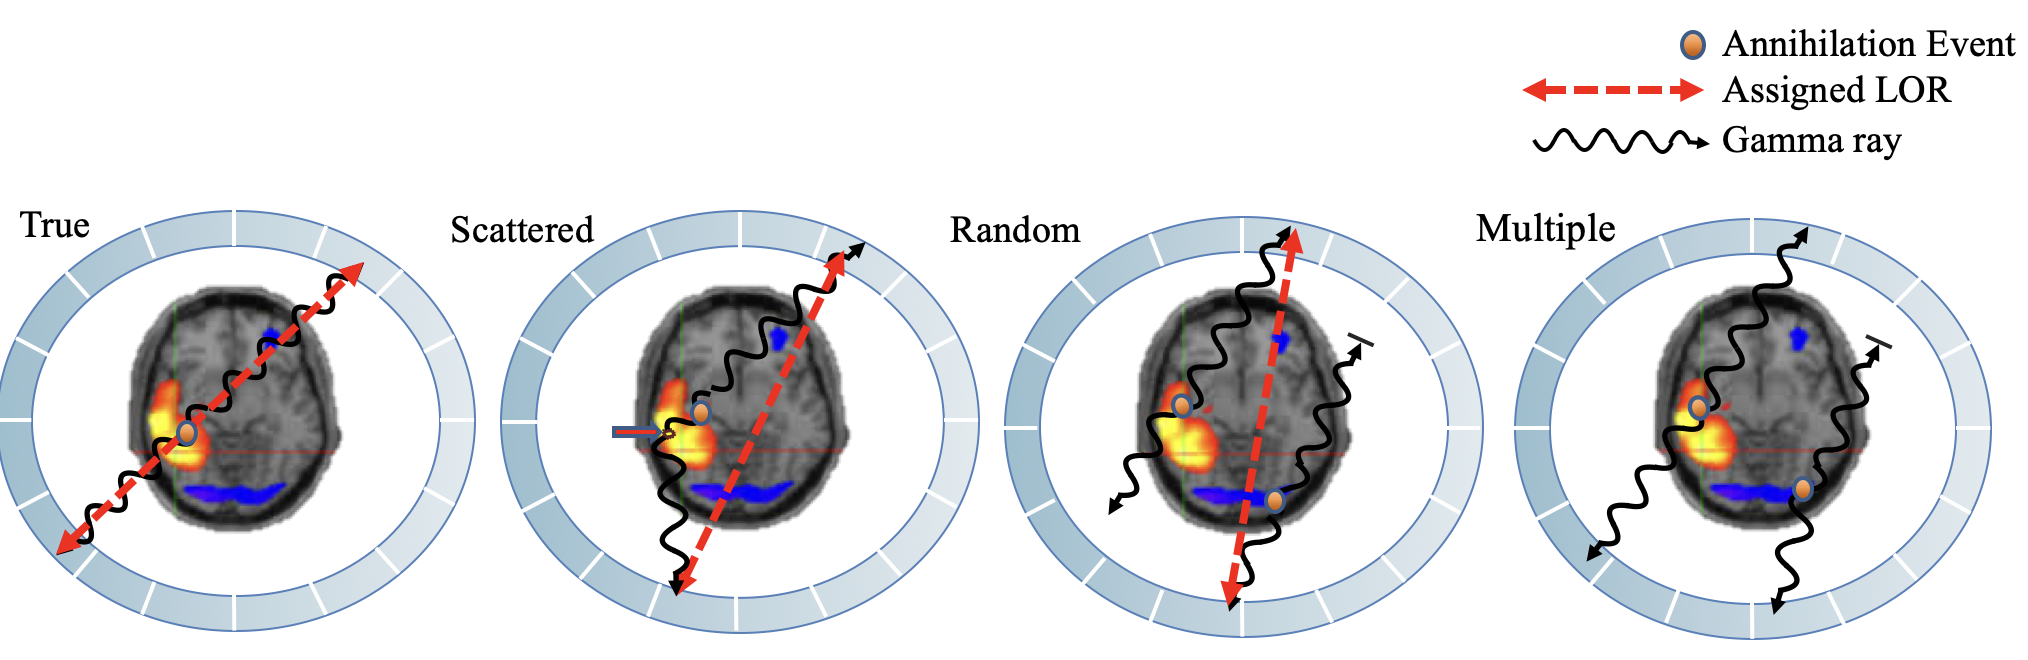 Annihilation Event
Assigned LOR
Gamma ray
True
Scattered
Random
Multiple